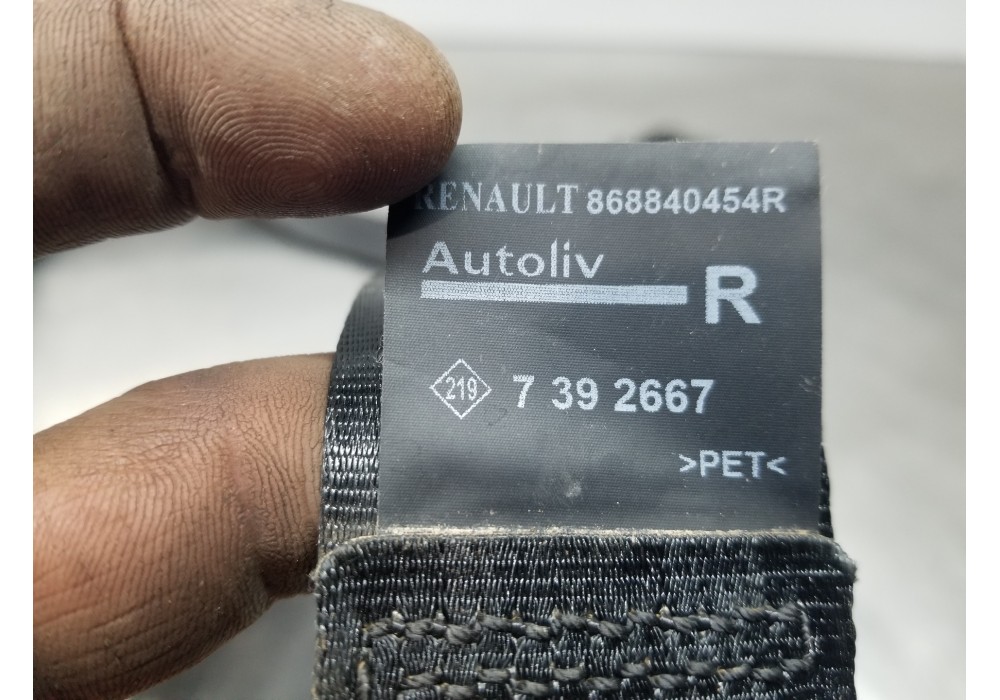 RENAULT 868840454R
Autoliv
R
219 7 39 2667
>PET<